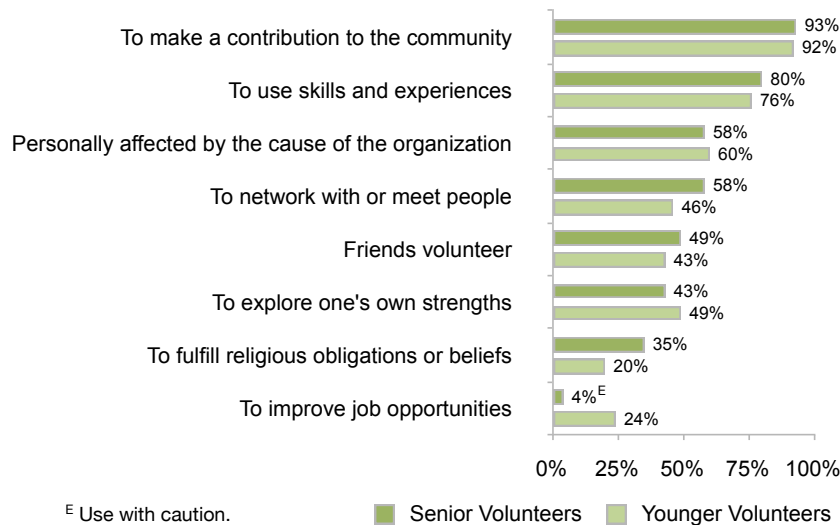 To make a contribution to the community
93%
92%
To use skills and experiences
80%
76%
Personally affected by the cause of the organization
58%
60%
To network with or meet people
58%
46%
Friends volunteer
49%
43%
To explore one's own strengths
43%
49%
To fulfill religious obligations or beliefs
35%
20%
To improve job opportunities
4%E
24%
0% 25% 50% 75% 100%
E Use with caution.
Senior Volunteers Younger Volunteers